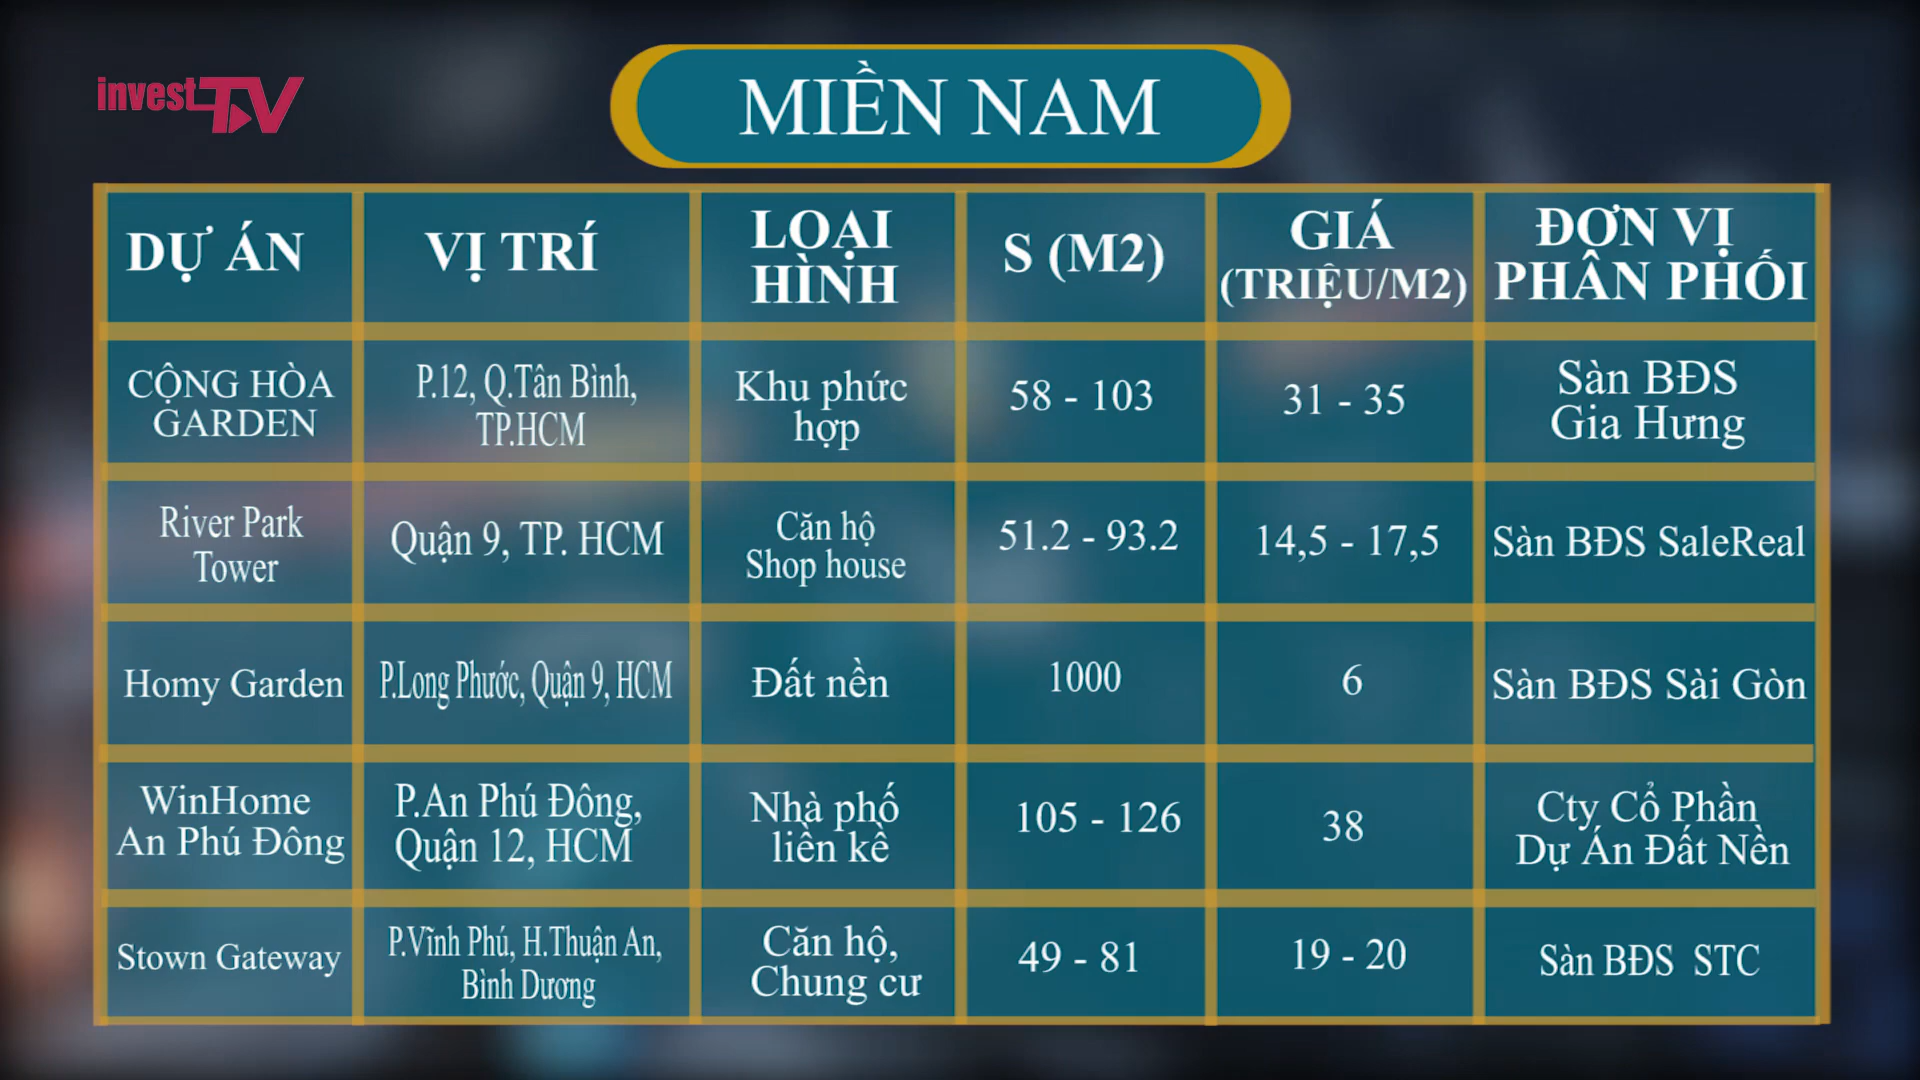 invest TV
MIỀN NAM
DỰ ÁN
VỊ TRÍ
LOẠI
HÌNH
S (M2)
GIÁ
(TRIỆU/M2)
ĐƠN VỊ
PHÂN PHỐI
CỘNG HÒA
GARDEN
P.12, Q.Tân Bình,
TP.HCM
Khu phức
hợp
58 - 103
31 - 35
Sàn BĐS
Gia Hưng
River Park
Tower
Quận 9, TP. HCM
Căn hộ
Shop house
51.2 - 93.2
14,5 - 17,5
Sàn BĐS SaleReal
Homy Garden
P.Long Phước, Quận 9, HCM
Đất nền
1000
6
Sàn BĐS Sài Gòn
WinHome
An Phú Đông
P.An Phú Đông,
Quận 12, HCM
Nhà phố
liền kề
105 - 126
38
Cty Cổ Phần
Dự Án Đất Nền
Stown Gateway
P.Vĩnh Phú, H.Thuận An,
Bình Dương
Căn hộ,
Chung cư
49 - 81
19 - 20
Sàn BĐS STC